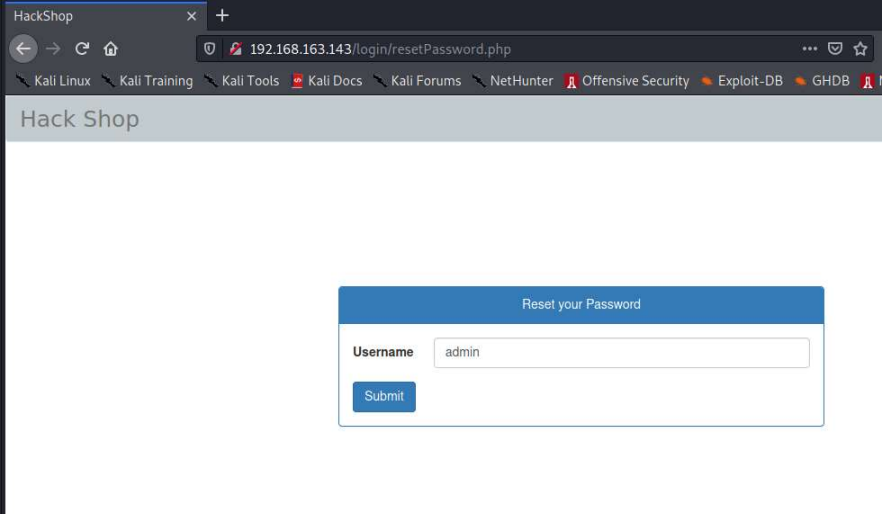 HackShop
192.168.163.143/login/resetPassword.php
Kali Linux Kali Training Kali Tools Kali Docs Kali Forums NetHunter Offensive Security Exploit-DB GHDB
Hack Shop
Reset your Password
Username admin
Submit